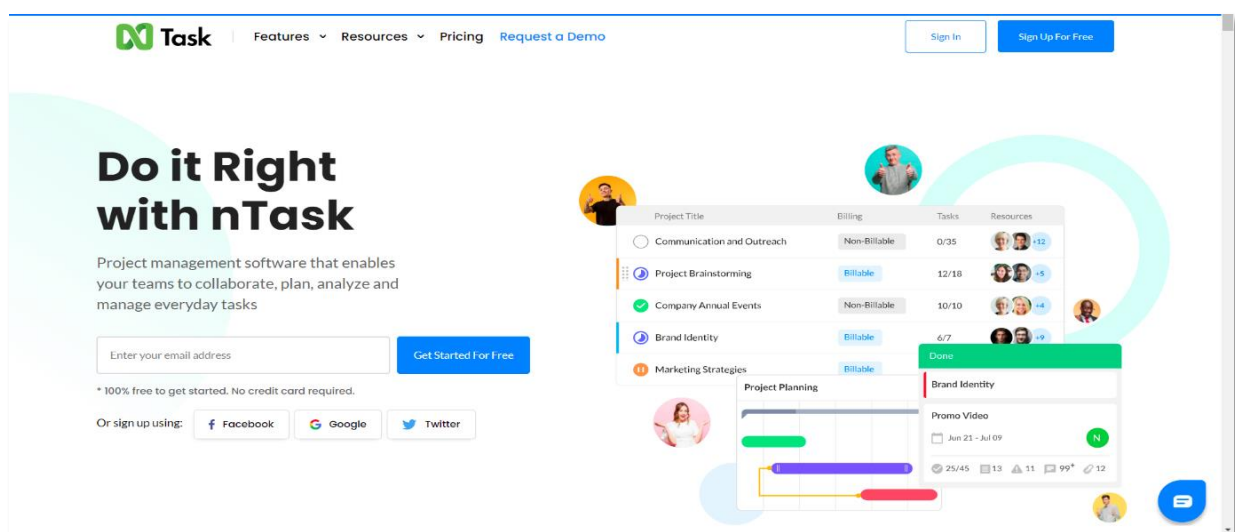 Task
Features
Resources
Pricing
Request a Demo
Sign In
Sign Up For Free
Do it Right
with nTask
Project management software that enables
your teams to collaborate, plan, analyze and
manage everyday tasks
Enter your email address
Get Started For Free
* 100% free to get started. No credit card required.
Or sign up using:
Facebook
Google
Twitter
Project Title Billing Tasks Resources
Communication and Outreach Non-Billable 0/35 +12
Project Brainstorming Billable 12/18 +5
Company Annual Events Non-Billable 10/10 +4
Brand Identity Billable 6/7 +9
Marketing Strategies Billable
Project Planning
Done
Brand Identity
Promo Video
Jun 21 - Jul 09
N
25/45 13 11 99+ 12